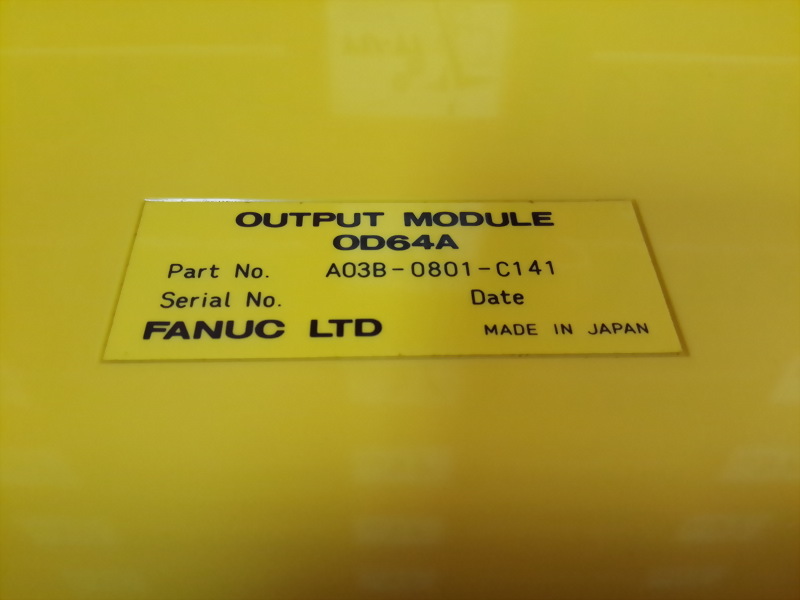 OUTPUT MODULE
OD64A
Part No. A03B-0801-C141
Serial No. Date
FANUC LTD MADE IN JAPAN